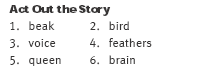 Act Out the Story
1. beak 2. bird
3. voice 4. feathers
5. queen 6. brain